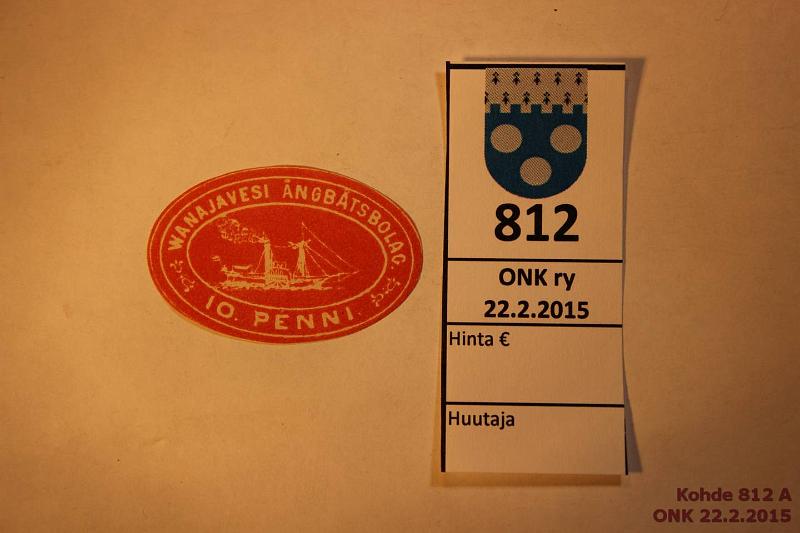 WANAJAVESI ÅNGBÅTSBOLAG.
10. PENNI.
812
ONK ry
22.2.2015
Hinta €
Huutaja
Kohde 812 A
ONK 22.2.2015